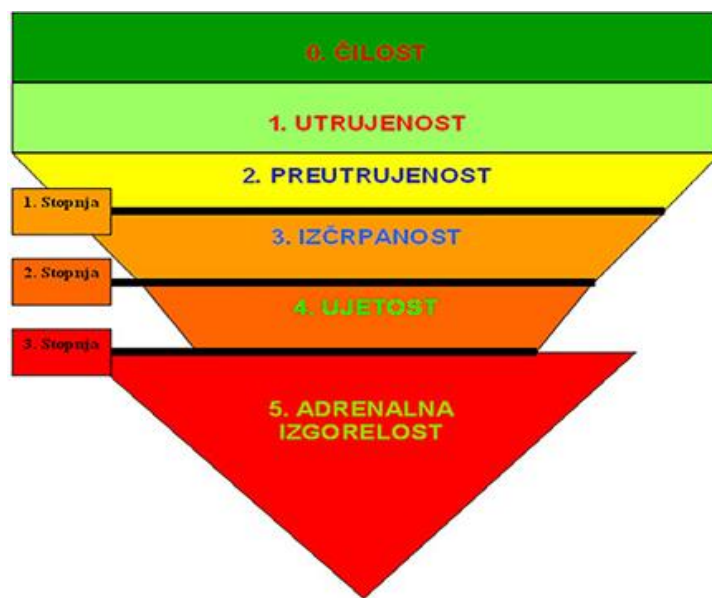 0. ČILOST
1. UTRUJENOST
2. PREUTRUJENOST
1. Stopnja
3. IZČRPANOST
2. Stopnja
4. UJETOST
3. Stopnja
5. ADRENALNA
IZGORELOST